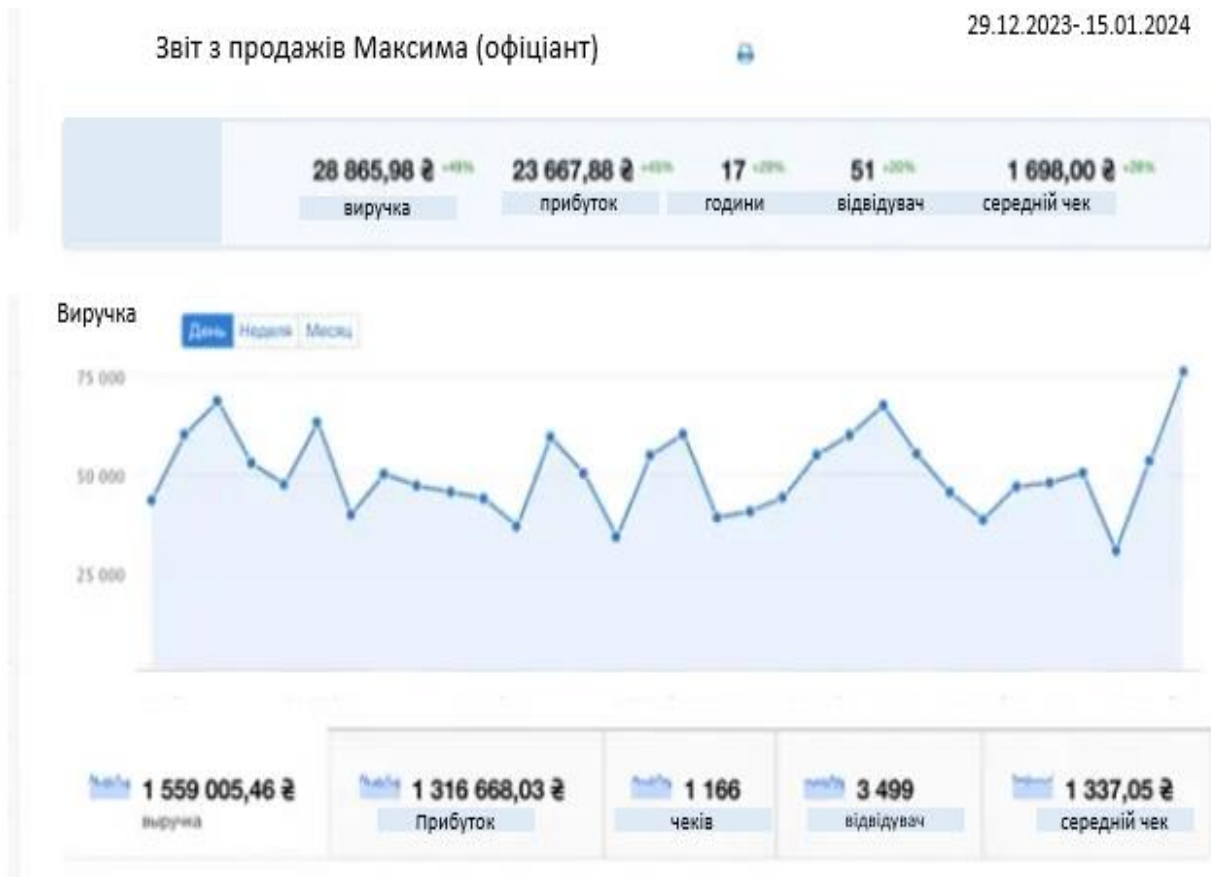 29.12.2023-.15.01.2024
Звіт з продажів Максима (офіціант)
28 865,98 ₴ +49% 23 667,88 ₴ +45% 17 51 +20% 1 698,00 ₴
виручка прибуток години відвідувач середній чек
Виручка
День Неделя Месяц
75 000
50 000
25 000
1 559 005,46 ₴ 1 316 668,03 ₴ 1 166 3 499 1 337,05 ₴
выручка Прибуток чеків відвідувач середній чек